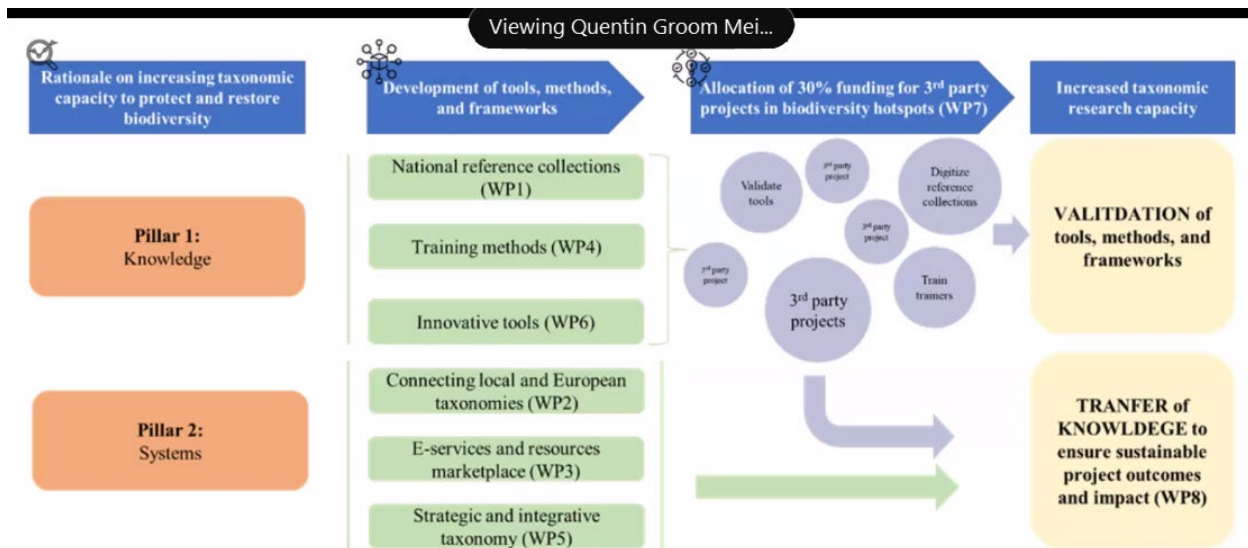 Viewing Quentin Groom Mei...
Rationale on increasing taxonomic
capacity to protect and restore
biodiversity
Development of tools, methods,
and frameworks
Allocation of 30% funding for 3rd party
projects in biodiversity hotspots (WP7)
Increased taxonomic
research capacity
Pillar 1:
Knowledge
National reference collections
(WP1)
Training methods (WP4)
Innovative tools (WP6)
Validate
tools
3rd party
project
Digitize
reference
collections
3rd party
project
3rd party
project
Train
trainers
3rd party
projects
VALITDATION of
tools, methods, and
frameworks
Pillar 2:
Systems
Connecting local and European
taxonomies (WP2)
E-services and resources
marketplace (WP3)
Strategic and integrative
taxonomy (WP5)
TRANFER of
KNOWLDEGE to
ensure sustainable
project outcomes
and impact (WP8)